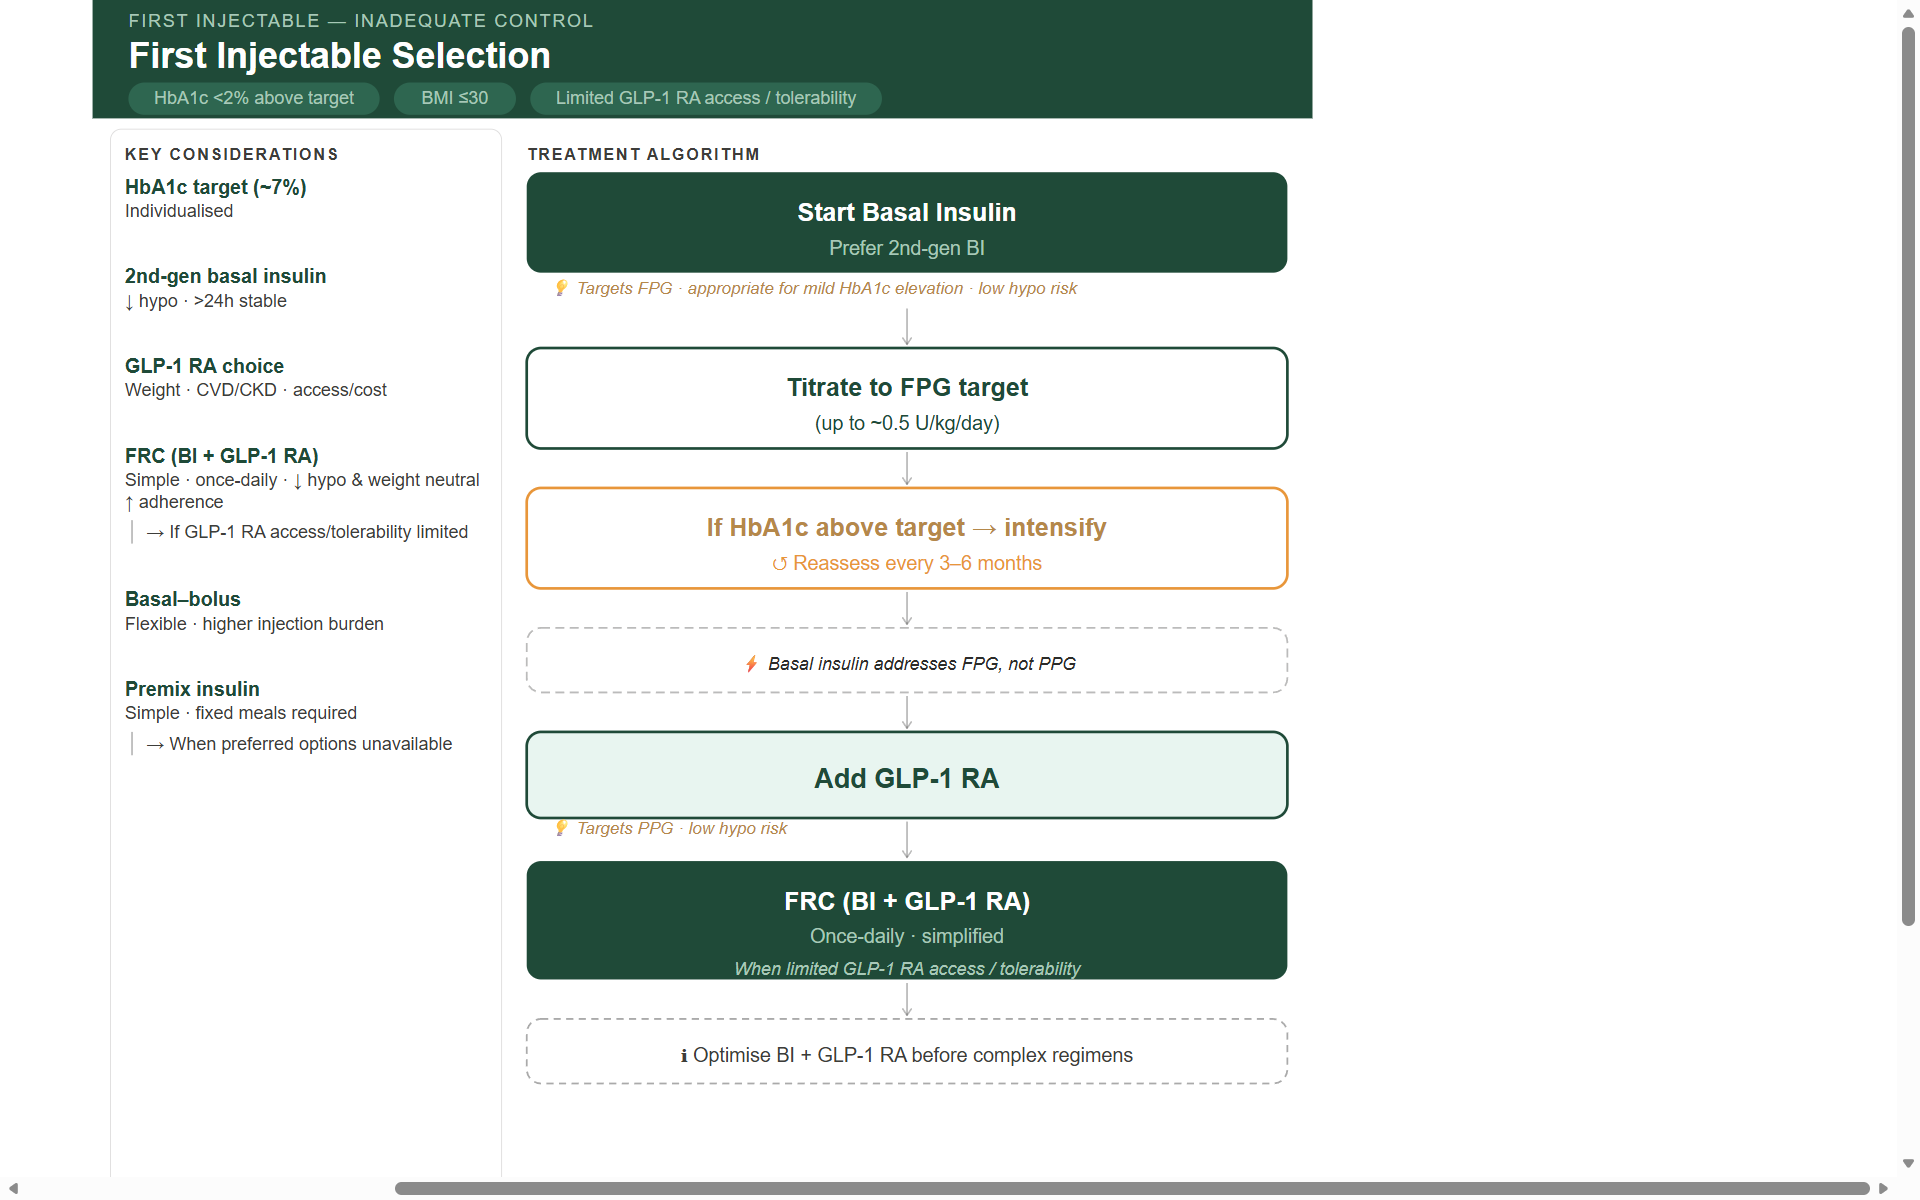 FIRST INJECTABLE — INADEQUATE CONTROL
First Injectable Selection
HbA1c <2% above target
BMI ≤30
Limited GLP-1 RA access / tolerability
KEY CONSIDERATIONS
HbA1c target (~7%)
Individualised
2nd-gen basal insulin
↓ hypo · >24h stable
GLP-1 RA choice
Weight · CVD/CKD · access/cost
FRC (BI + GLP-1 RA)
Simple · once-daily · ↓ hypo & weight neutral
↑ adherence
→ If GLP-1 RA access/tolerability limited
Basal–bolus
Flexible · higher injection burden
Premix insulin
Simple · fixed meals required
→ When preferred options unavailable
TREATMENT ALGORITHM
Start Basal Insulin
Prefer 2nd-gen BI
💡 Targets FPG · appropriate for mild HbA1c elevation · low hypo risk
Titrate to FPG target
(up to ~0.5 U/kg/day)
If HbA1c above target → intensify
↺ Reassess every 3–6 months
⚡ Basal insulin addresses FPG, not PPG
Add GLP-1 RA
💡 Targets PPG · low hypo risk
FRC (BI + GLP-1 RA)
Once-daily · simplified
When limited GLP-1 RA access / tolerability
ℹ Optimise BI + GLP-1 RA before complex regimens